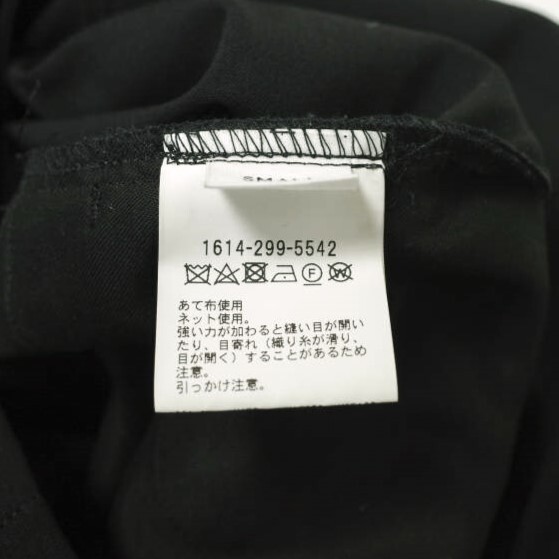 1614-299-5542
F W
あて布使用
ネット使用。
強い力が加わると縫い目が開い
たり、目寄れ（織り糸が滑り、
目が開く）することがあるため
注意。
引っかけ注意。